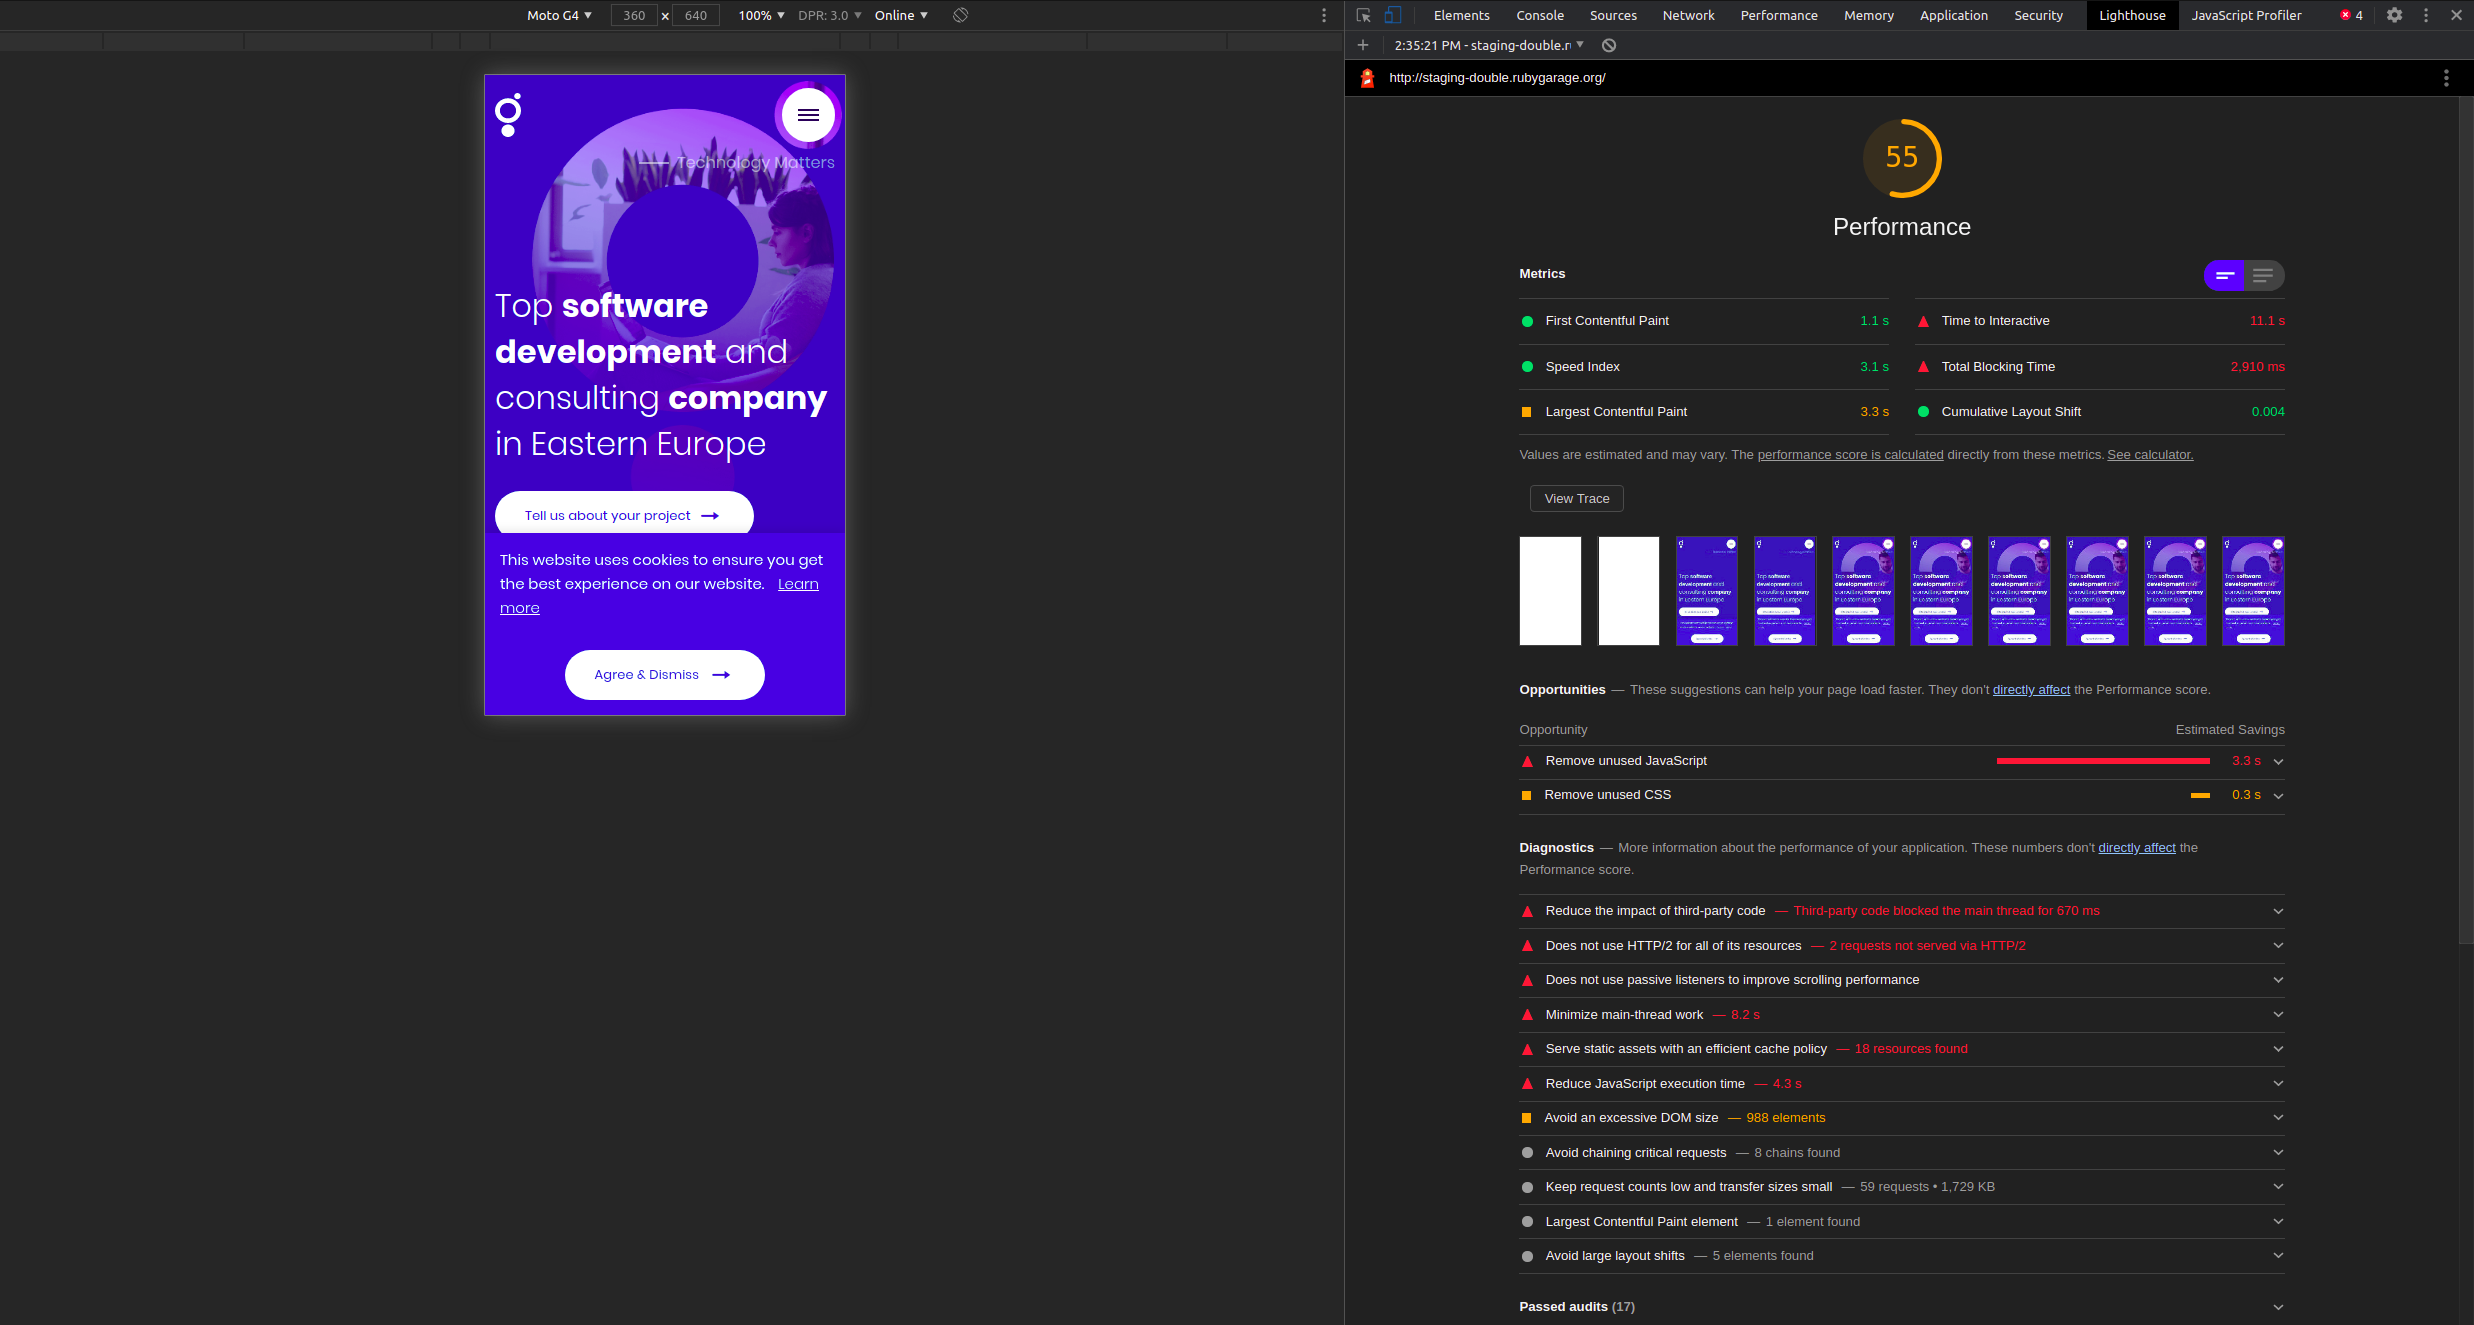 Moto G4 ▼ 360 × 640 100% ▼ DPR: 3.0 ▼ Online ▼
Elements Console Sources Network Performance Memory Application Security Lighthouse JavaScript Profiler 4
2:35:21 PM - staging-double.r
http://staging-double.rubygarage.org/
Technology Matters
Top software
development and
consulting company
in Eastern Europe
Tell us about your project
This website uses cookies to ensure you get
the best experience on our website. Learn
more
Agree & Dismiss
55
Performance
Metrics
First Contentful Paint 1.1 s
Time to Interactive 11.1 s
Speed Index 3.1 s
Total Blocking Time 2,910 ms
Largest Contentful Paint 3.3 s
Cumulative Layout Shift 0.004
Values are estimated and may vary. The performance score is calculated directly from these metrics. See calculator.
View Trace
Opportunities — These suggestions can help your page load faster. They don't directly affect the Performance score.
Opportunity Estimated Savings
Remove unused JavaScript 3.3 s
Remove unused CSS 0.3 s
Diagnostics — More information about the performance of your application. These numbers don't directly affect the
Performance score.
Reduce the impact of third-party code — Third-party code blocked the main thread for 670 ms
Does not use HTTP/2 for all of its resources — 2 requests not served via HTTP/2
Does not use passive listeners to improve scrolling performance
Minimize main-thread work — 8.2 s
Serve static assets with an efficient cache policy — 18 resources found
Reduce JavaScript execution time — 4.3 s
Avoid an excessive DOM size — 988 elements
Avoid chaining critical requests — 8 chains found
Keep request counts low and transfer sizes small — 59 requests • 1,729 KB
Largest Contentful Paint element — 1 element found
Avoid large layout shifts — 5 elements found
Passed audits (17)